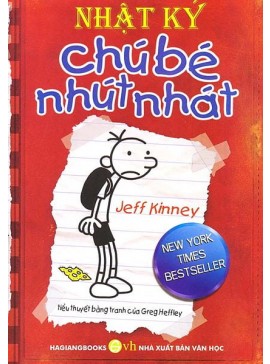 NHẬT KÝ
chú bé
nhút nhát
Jeff Kinney
NEW YORK
TIMES
BESTSELLER
tiểu thuyết bằng tranh của Greg Heffley
HAGIANGBOOKS vh NHÀ XUẤT BẢN VĂN HỌC